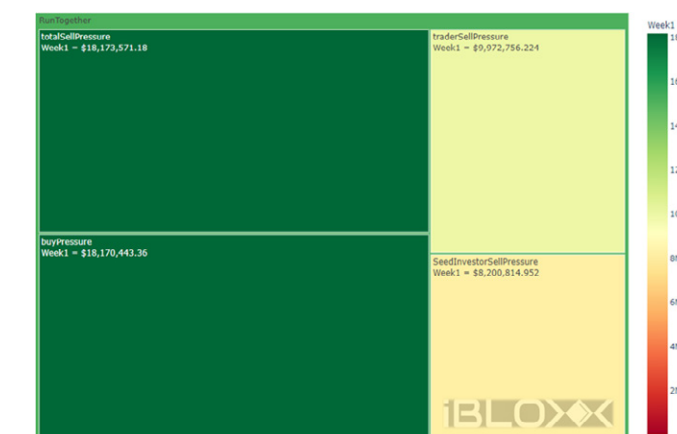 RunTogether
totalSellPressure
Week1 = $18,173,571.18
traderSellPressure
Week1 = $9,972,756.224
buyPressure
Week1 = $18,170,443.36
SeedInvestorSellPressure
Week1 = $8,200,814.952
iBLOXX
Week1